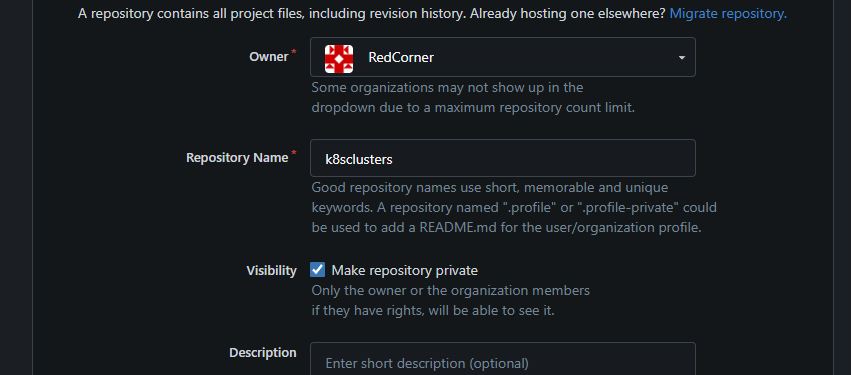 A repository contains all project files, including revision history. Already hosting one elsewhere? Migrate repository.
Owner *
RedCorner
Some organizations may not show up in the
dropdown due to a maximum repository count limit.
Repository Name *
k8sclusters
Good repository names use short, memorable and unique
keywords. A repository named ".profile" or ".profile-private" could
be used to add a README.md for the user/organization profile.
Visibility
Make repository private
Only the owner or the organization members
if they have rights, will be able to see it.
Description
Enter short description (optional)